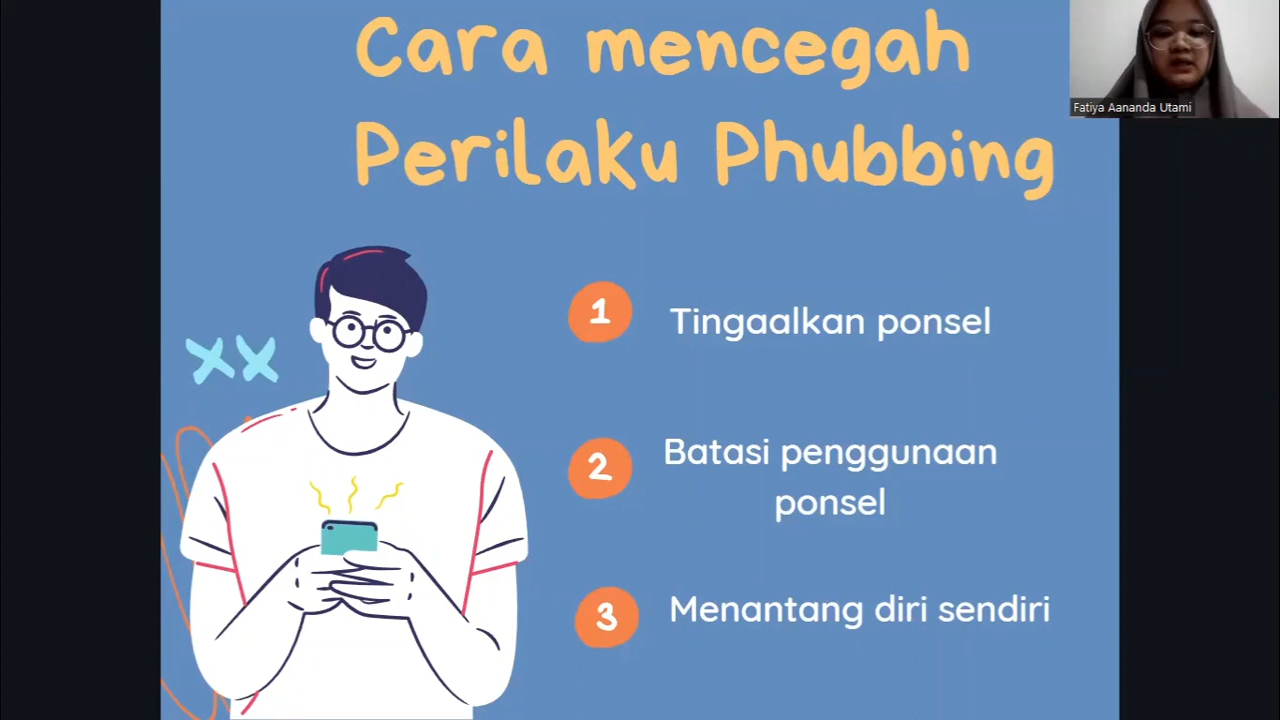 Cara mencegah
Perilaku Phubbing
Fatiya Aananda Utami
1
Tingaalkan ponsel
2
Batasi penggunaan
ponsel
3
Menantang diri sendiri